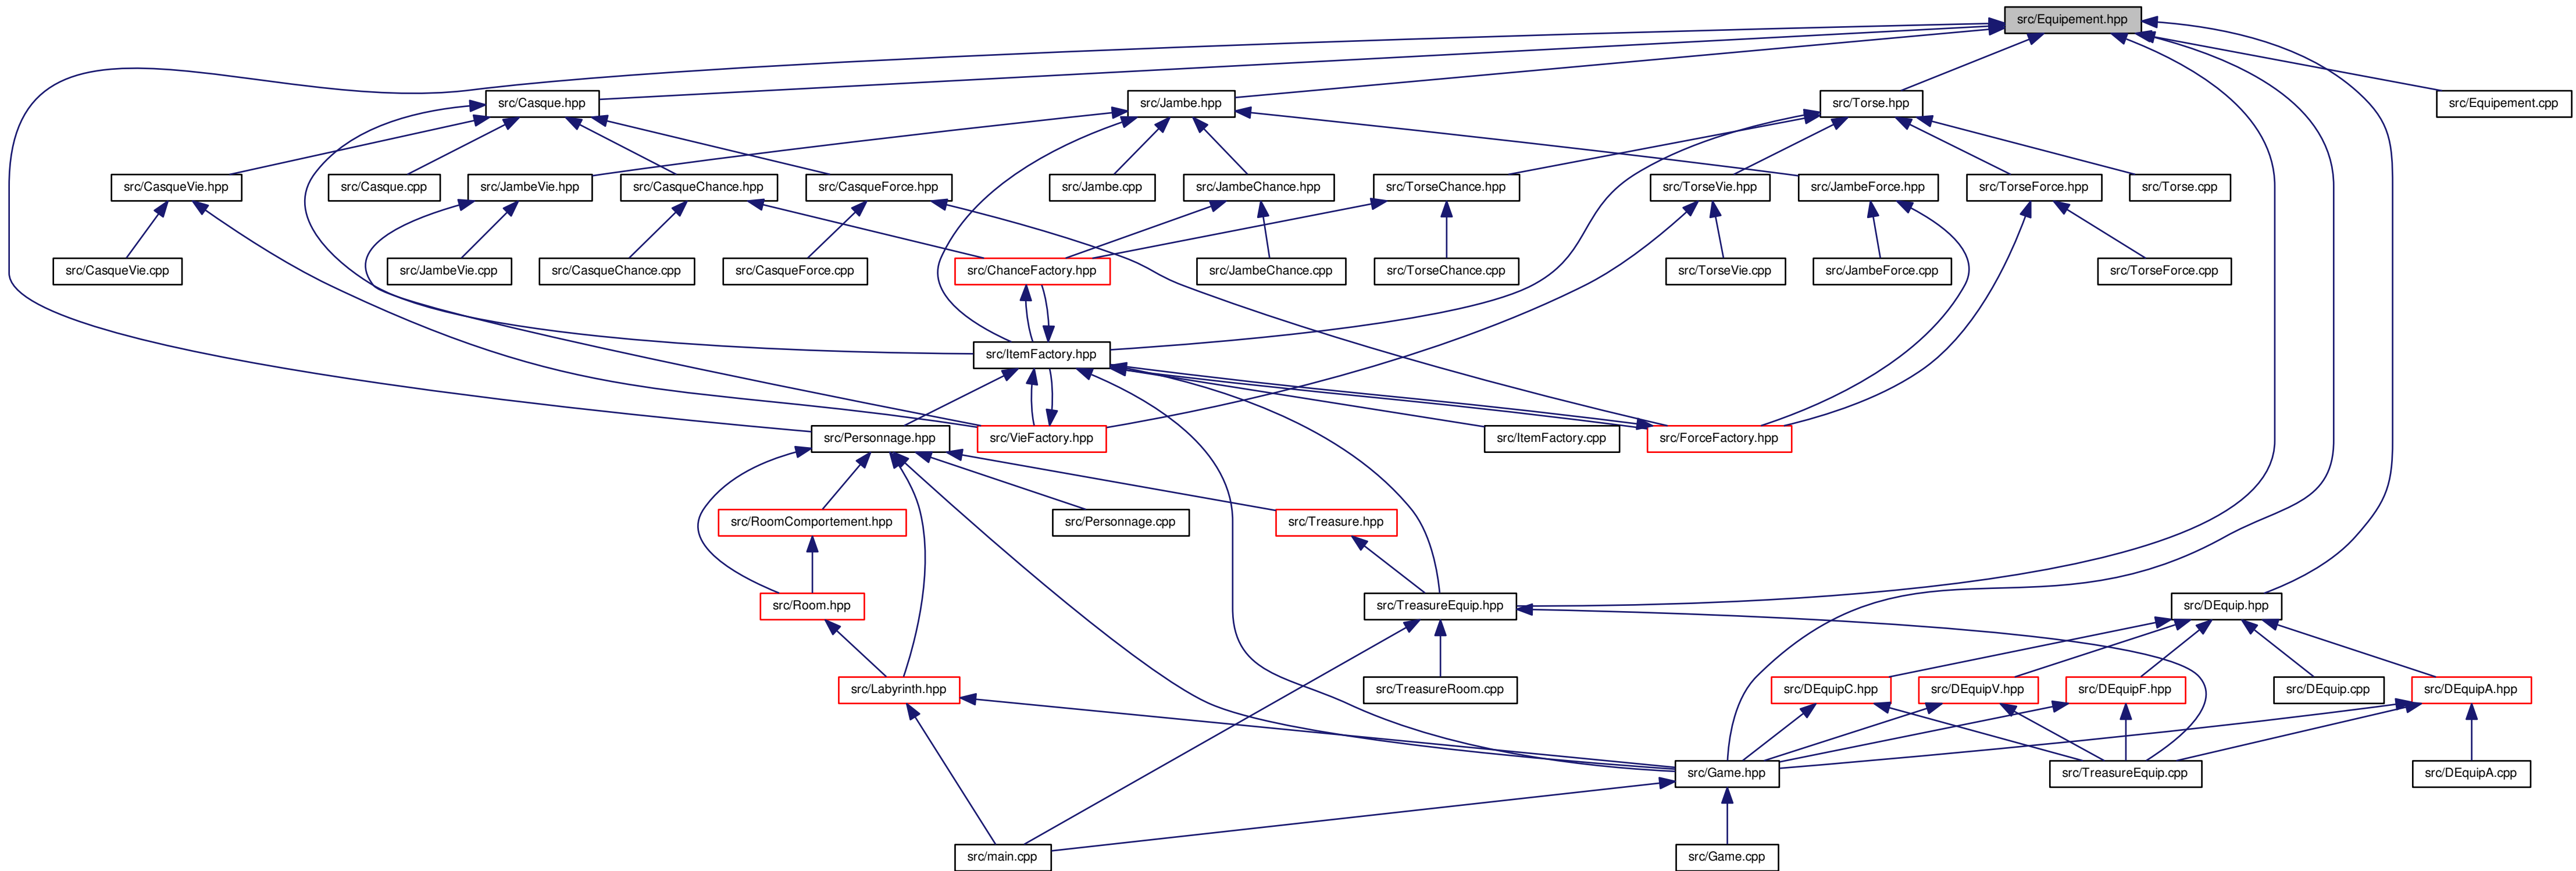 src/Equipement.hpp
src/Casque.hpp
src/Jambe.hpp
src/Torse.hpp
src/Equipement.cpp
src/CasqueVie.hpp
src/Casque.cpp
src/JambeVie.hpp
src/CasqueChance.hpp
src/CasqueForce.hpp
src/Jambe.cpp
src/JambeChance.hpp
src/TorseChance.hpp
src/TorseVie.hpp
src/JambeForce.hpp
src/TorseForce.hpp
src/Torse.cpp
src/CasqueVie.cpp
src/JambeVie.cpp
src/CasqueChance.cpp
src/CasqueForce.cpp
src/ChanceFactory.hpp
src/JambeChance.cpp
src/TorseChance.cpp
src/TorseVie.cpp
src/JambeForce.cpp
src/TorseForce.cpp
src/ItemFactory.hpp
src/Personnage.hpp
src/VieFactory.hpp
src/ItemFactory.cpp
src/ForceFactory.hpp
src/RoomComportement.hpp
src/Personnage.cpp
src/Treasure.hpp
src/Room.hpp
src/TreasureEquip.hpp
src/DEquip.hpp
src/Labyrinth.hpp
src/TreasureRoom.cpp
src/DEquipC.hpp
src/DEquipV.hpp
src/DEquipF.hpp
src/DEquip.cpp
src/DEquipA.hpp
src/Game.hpp
src/TreasureEquip.cpp
src/DEquipA.cpp
src/main.cpp
src/Game.cpp